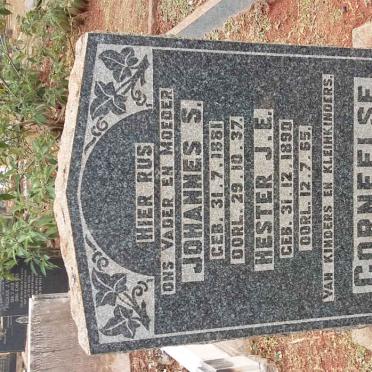 HIER RUS
ONS VADER EN MOEDER
JOHANNES S.
GEB. 31.7.1881
OORL. 29.10.37.
HESTER J.E.
GEB. 31.12.1890
OORL. 12.7.65.
VAN KINDERS EN KLEINKINDERS.
CORNELSE